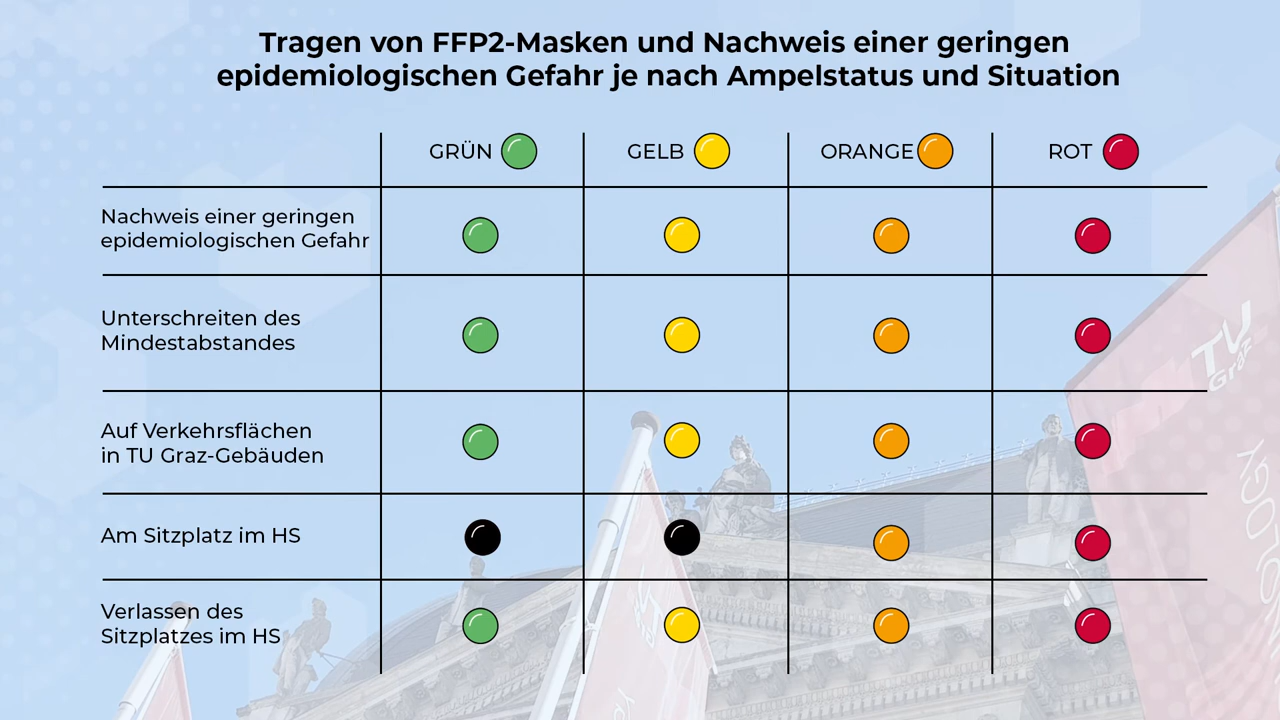 Tragen von FFP2-Masken und Nachweis einer geringen
epidemiologischen Gefahr je nach Ampelstatus und Situation
GRÜN
GELB
ORANGE
ROT
Nachweis einer geringen
epidemiologischen Gefahr
Unterschreiten des
Mindestabstandes
Auf Verkehrsflächen
in TU Graz-Gebäuden
Am Sitzplatz im HS
Verlassen des
Sitzplatzes im HS
TU
Graz